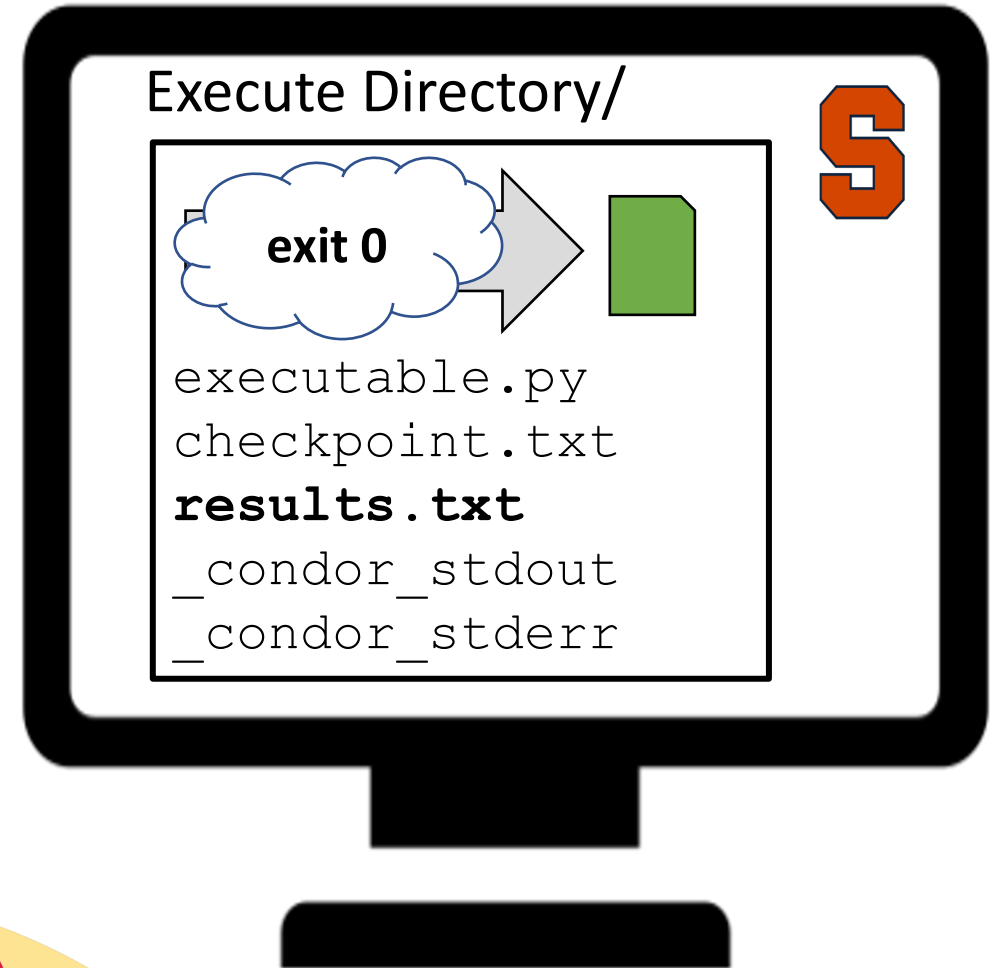 Execute Directory/
S
exit 0
executable.py
checkpoint.txt
results.txt
_condor_stdout
_condor_stderr